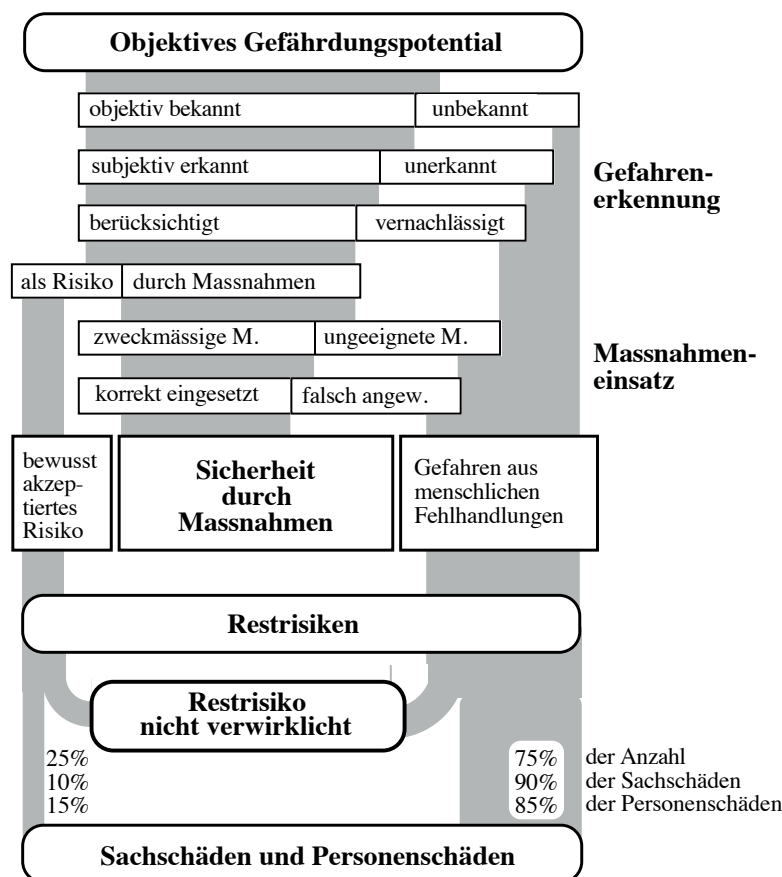 Objektives Gefährdungspotential
objektiv bekannt unbekannt
subjektiv erkannt unerkannt
Gefahren-
erkennung
berücksichtigt vernachlässigt
als Risiko durch Massnahmen
zweckmässige M. ungeeignete M.
Massnahmen-
einsatz
korrekt eingesetzt falsch angew.
bewusst
akzep-
tiertes
Risiko
Sicherheit
durch
Massnahmen
Gefahren aus
menschlichen
Fehlhandlungen
Restrisiken
Restrisiko
nicht verwirklicht
25% 75% der Anzahl
10% 90% der Sachschäden
15% 85% der Personenschäden
Sachschäden und Personenschäden